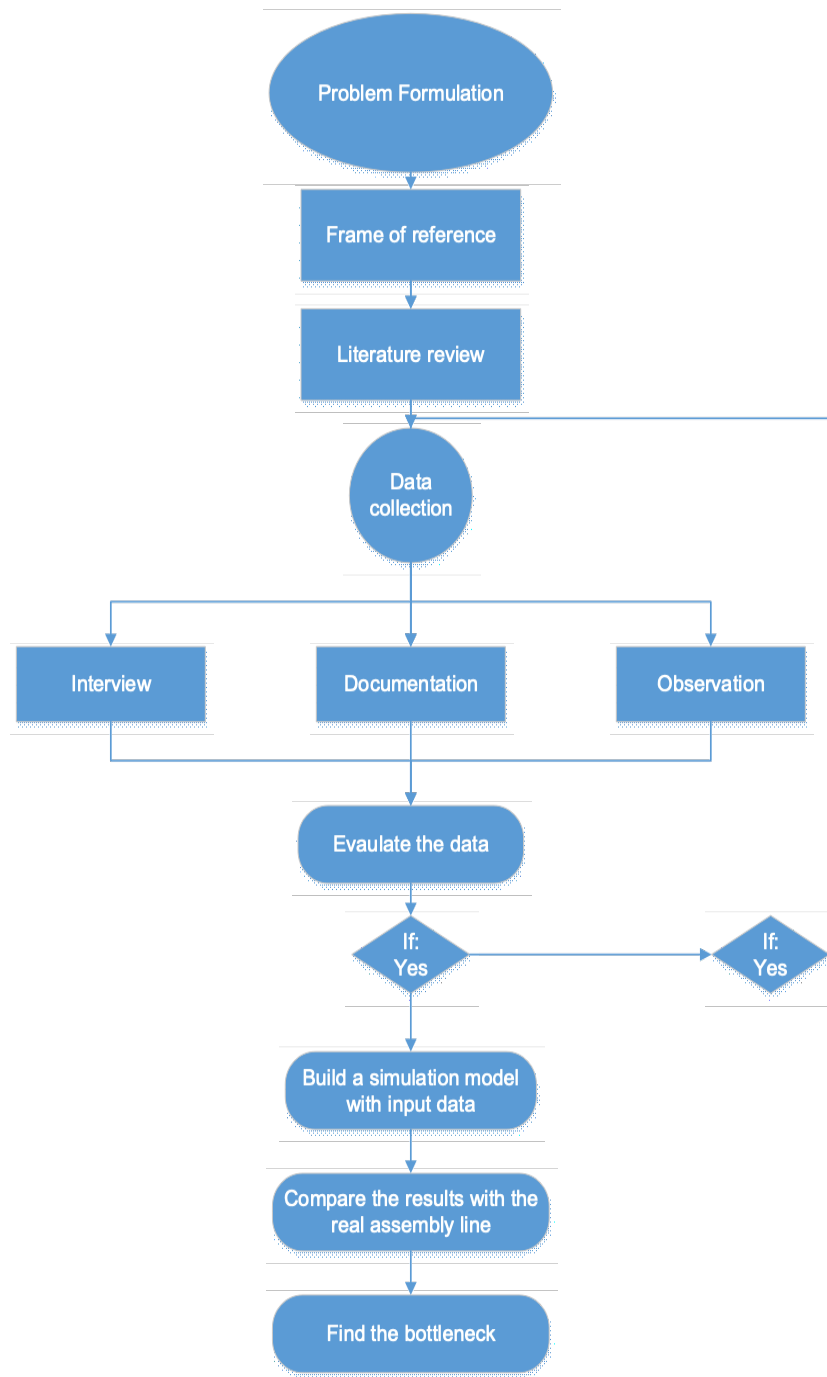 Problem Formulation
Frame of reference
Literature review
Data
collection
Interview
Documentation
Observation
Evaulate the data
If:
Yes
If:
Yes
Build a simulation model
with input data
Compare the results with the
real assembly line
Find the bottleneck